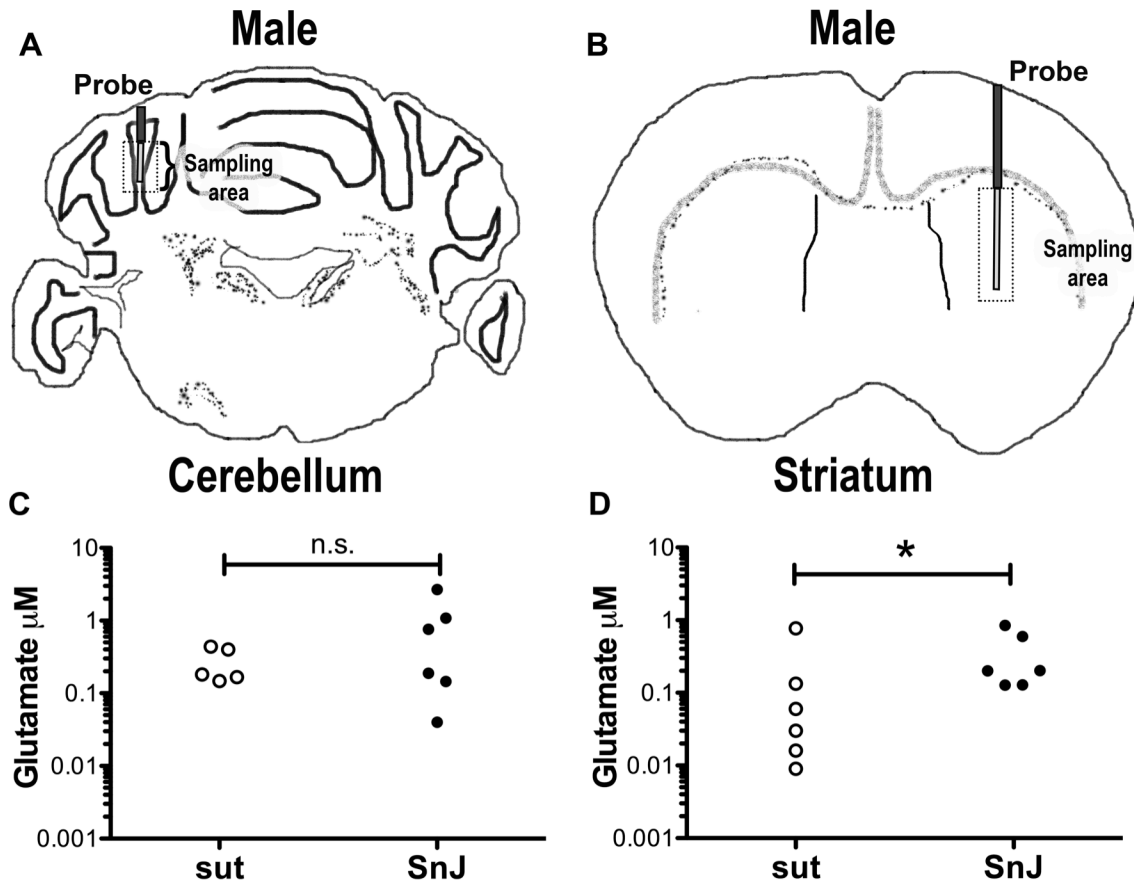 A
Male
Probe
Sampling
area
B
Male
Probe
Sampling
area
Cerebellum
C
n.s.
Glutamate μM
10
1
0.1
0.01
0.001
sut
SnJ
Striatum
D
*
Glutamate μM
10
1
0.1
0.01
0.001
sut
SnJ